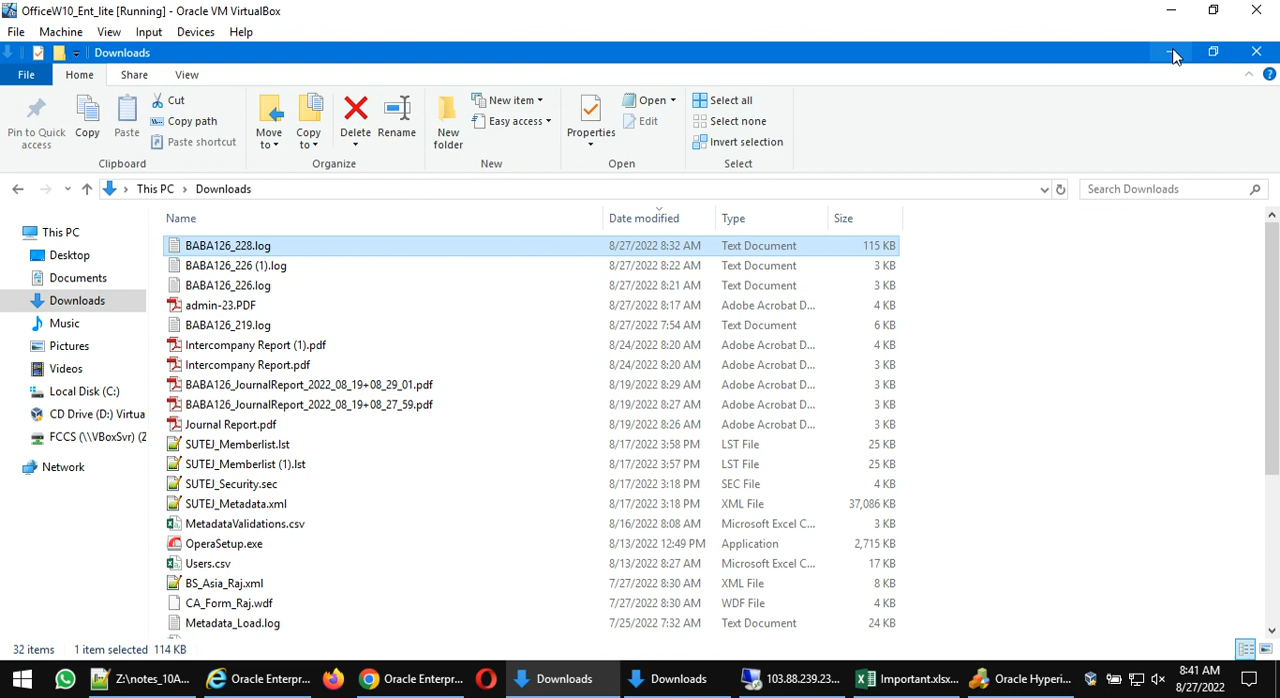 OfficeW10_Ent_lite [Running] - Oracle VM VirtualBox
File Machine View Input Devices Help
Downloads
File Home Share View
Pin to Quick access
Copy
Paste
Cut
Copy path
Paste shortcut
Clipboard
Move to
Copy to
Delete
Rename
Organize
New folder
New item
Easy access
New
Properties
Open
Edit
Open
Select all
Select none
Invert selection
Select
This PC › Downloads
Search Downloads
This PC
Desktop
Documents
Downloads
Music
Pictures
Videos
Local Disk (C:)
CD Drive (D:) Virtua
FCCS (\\VBoxSvr) (Z
Network
Name Date modified Type Size
BABA126_228.log 8/27/2022 8:32 AM Text Document 115 KB
BABA126_226 (1).log 8/27/2022 8:22 AM Text Document 3 KB
BABA126_226.log 8/27/2022 8:21 AM Text Document 3 KB
admin-23.PDF 8/27/2022 8:17 AM Adobe Acrobat D... 4 KB
BABA126_219.log 8/27/2022 7:54 AM Text Document 6 KB
Intercompany Report (1).pdf 8/24/2022 8:20 AM Adobe Acrobat D... 4 KB
Intercompany Report.pdf 8/24/2022 8:20 AM Adobe Acrobat D... 3 KB
BABA126_JournalReport_2022_08_19+08_29_01.pdf 8/19/2022 8:29 AM Adobe Acrobat D... 3 KB
BABA126_JournalReport_2022_08_19+08_27_59.pdf 8/19/2022 8:27 AM Adobe Acrobat D... 3 KB
Journal Report.pdf 8/19/2022 8:26 AM Adobe Acrobat D... 3 KB
SUTEJ_Memberlist.lst 8/17/2022 3:58 PM LST File 25 KB
SUTEJ_Memberlist (1).lst 8/17/2022 3:57 PM LST File 25 KB
SUTEJ_Security.sec 8/17/2022 3:18 PM SEC File 4 KB
SUTEJ_Metadata.xml 8/17/2022 3:18 PM XML File 37,086 KB
MetadataValidations.csv 8/16/2022 8:08 AM Microsoft Excel C... 3 KB
OperaSetup.exe 8/13/2022 12:49 PM Application 2,715 KB
Users.csv 8/13/2022 8:27 AM Microsoft Excel C... 17 KB
BS_Asia_Raj.xml 7/27/2022 8:30 AM XML File 8 KB
CA_Form_Raj.wdf 7/27/2022 8:30 AM WDF File 4 KB
Metadata_Load.log 7/25/2022 7:32 AM Text Document 24 KB
32 items 1 item selected 114 KB
Z:\notes_10A... Oracle Enterpr... Oracle Enterpr... Downloads Downloads 103.88.239.23... Important.xlsx... Oracle Hyperi...
8:41 AM
8/27/2022